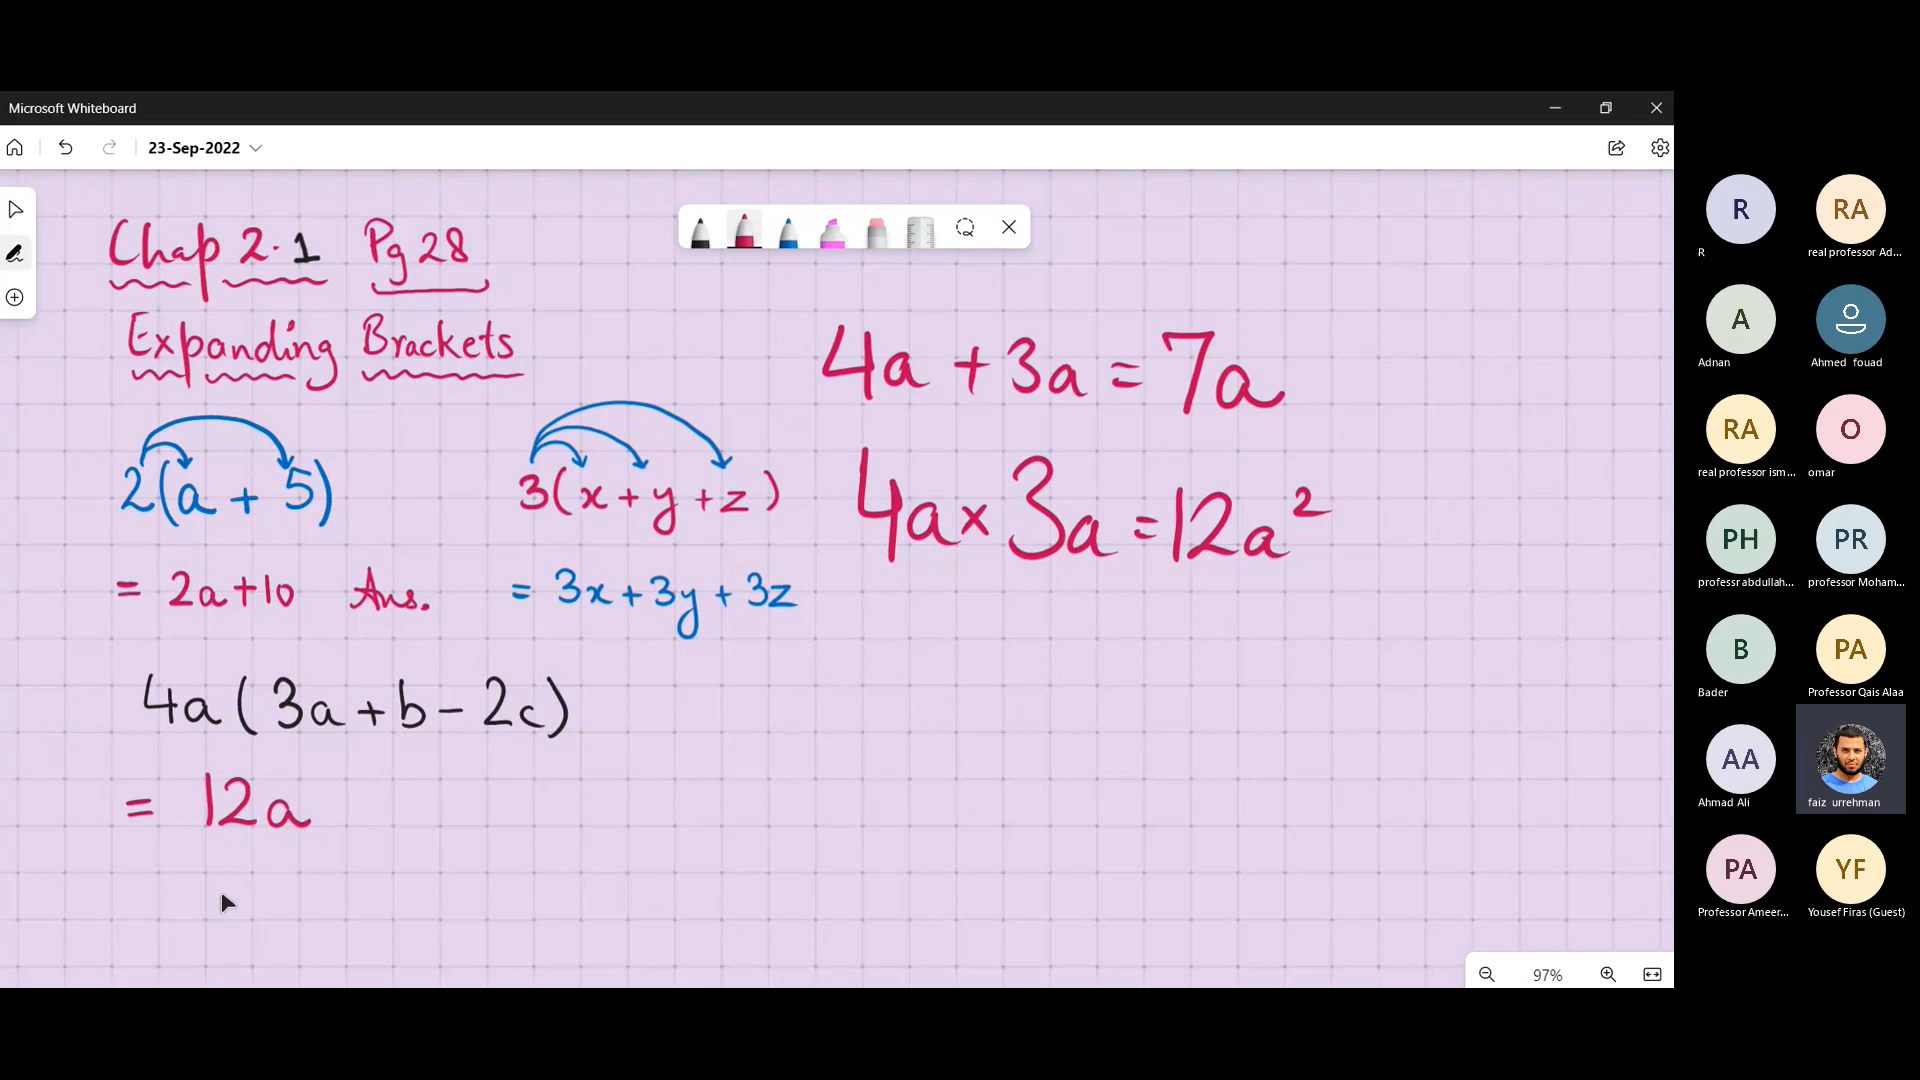 Microsoft Whiteboard
23-Sep-2022
Chap 2.1 Pg 28
Expanding Brackets
2(a + 5)
= 2a+10 Ans.
3(x+y+z)
= 3x+3y+3z
4a(3a+b-2c)
= 12a
4a+3a=7a
4a×3a=12a²
97%
R
R
RA
real professor Ad...
A
Adnan
Ahmed fouad
RA
real professor ism...
O
omar
PH
professr abdullah...
PR
professor Moham...
B
Bader
PA
Professor Qais Alaa
AA
Ahmad Ali
faiz urrehman
PA
Professor Ameer...
YF
Yousef Firas (Guest)